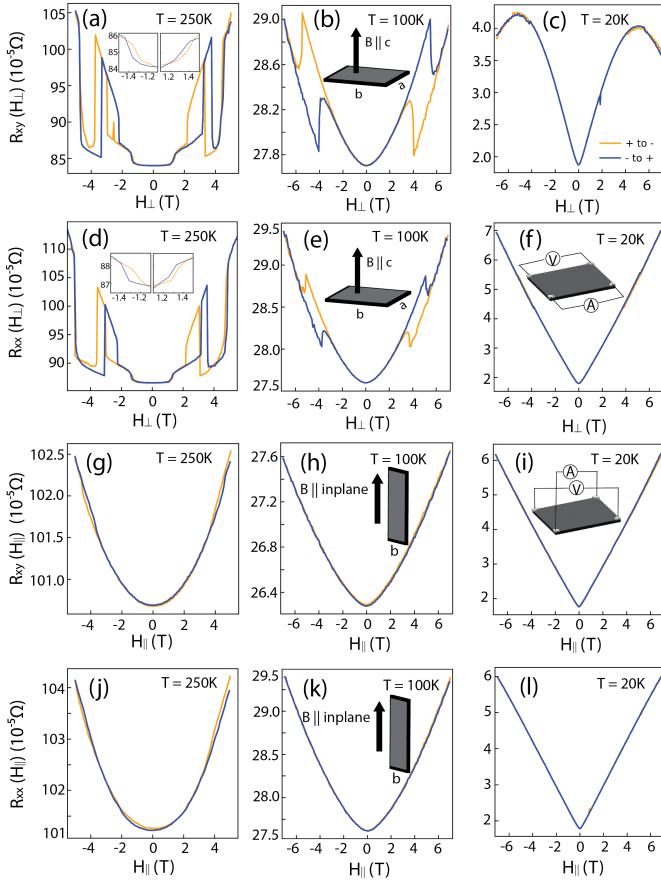 (a) T = 250K
Rxy (H⊥) (10⁻⁵Ω)
105
100
95
90
85
86
85
84
-1.4 -1.2
1.2 1.4
-4 -2 0 2 4
H⊥ (T)
(b) T = 100K
29.0
28.6
28.2
27.8
B || c
b
a
-6 -4 -2 0 2 4 6
H⊥ (T)
(c) T = 20K
4.0
3.0
2.0
+ to -
- to +
-6 -4 -2 0 2 4 6
H⊥ (T)
(d) T = 250K
Rxx (H⊥) (10⁻⁵Ω)
110
105
100
95
90
88
87
-1.4 -1.2
1.2 1.4
-4 -2 0 2 4
H⊥ (T)
(e) T = 100K
29.5
29.0
28.5
28.0
27.5
B || c
b
a
-6 -4 -2 0 2 4 6
H⊥ (T)
(f) T = 20K
7
6
5
4
3
2
V
A
-6 -4 -2 0 2 4 6
H⊥ (T)
(g) T = 250K
Rxy (H||) (10⁻⁵Ω)
102.5
102.0
101.5
101.0
-4 -2 0 2 4
H|| (T)
(h) T = 100K
27.6
27.2
26.8
26.4
B || inplane
b
-6 -4 -2 0 2 4 6
H|| (T)
(i) T = 20K
6
5
4
3
2
A
V
-6 -4 -2 0 2 4 6
H|| (T)
(j) T = 250K
Rxx (H||) (10⁻⁵Ω)
104
103
102
101
-4 -2 0 2 4
H|| (T)
(k) T = 100K
29.5
29.0
28.5
28.0
27.5
B || inplane
b
-6 -4 -2 0 2 4 6
H|| (T)
(l) T = 20K
6
5
4
3
2
-6 -4 -2 0 2 4 6
H|| (T)